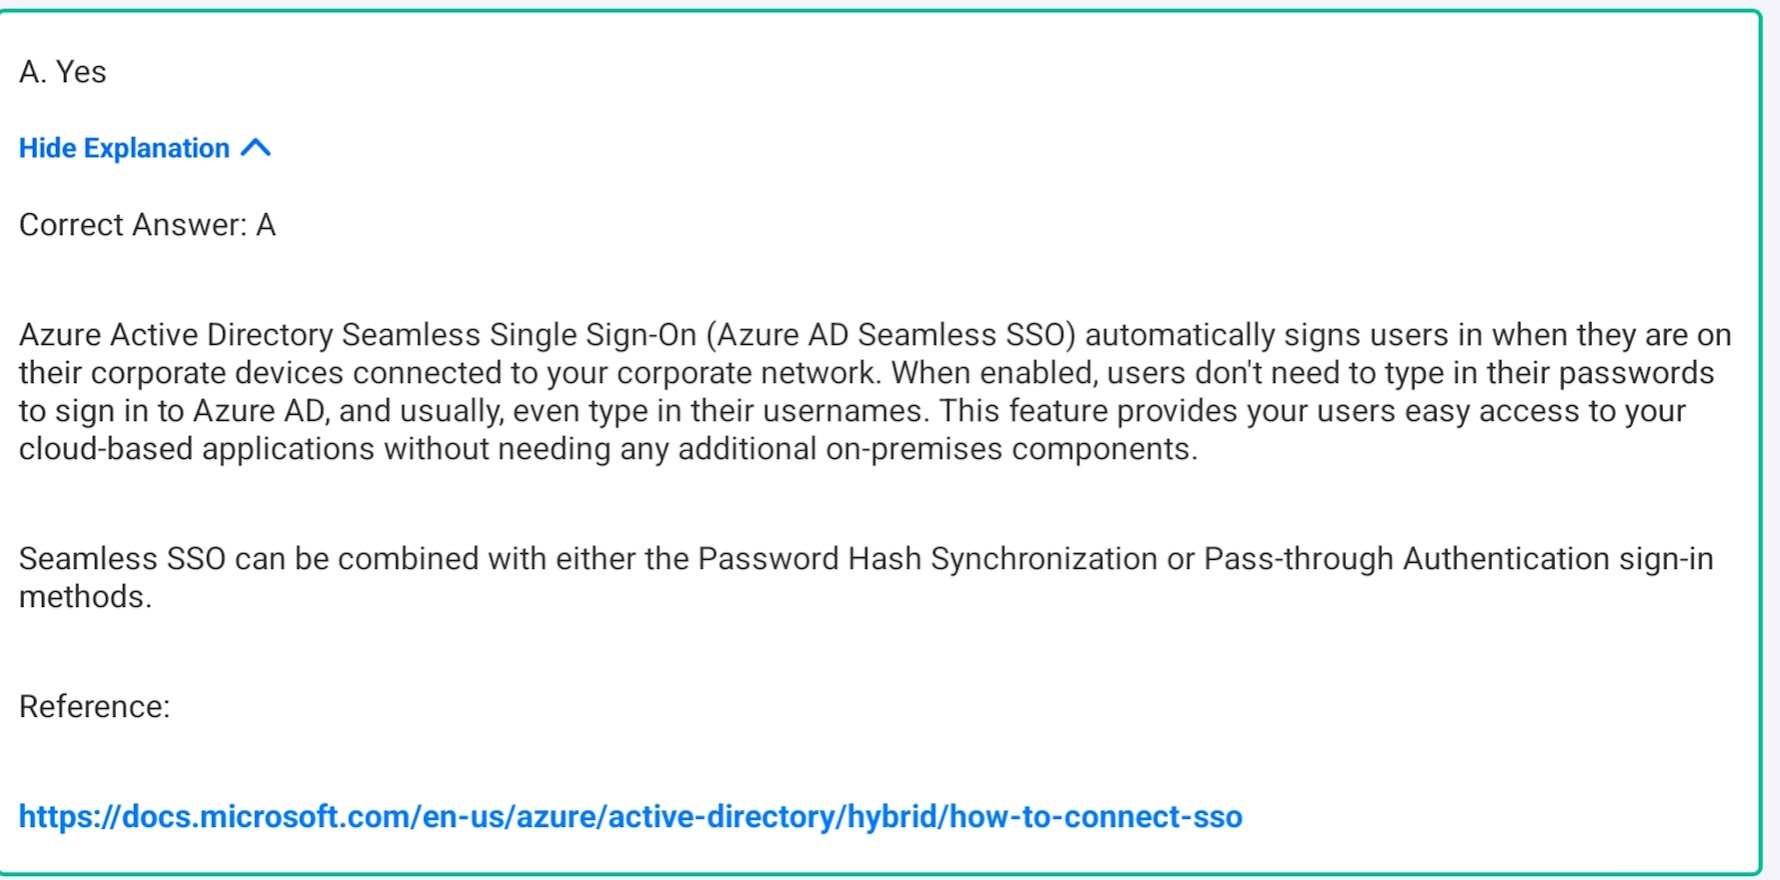 A. Yes
Hide Explanation
Correct Answer: A
Azure Active Directory Seamless Single Sign-On (Azure AD Seamless SSO) automatically signs users in when they are on
their corporate devices connected to your corporate network. When enabled, users don't need to type in their passwords
to sign in to Azure AD, and usually, even type in their usernames. This feature provides your users easy access to your
cloud-based applications without needing any additional on-premises components.
Seamless SSO can be combined with either the Password Hash Synchronization or Pass-through Authentication sign-in
methods.
Reference:
https://docs.microsoft.com/en-us/azure/active-directory/hybrid/how-to-connect-sso